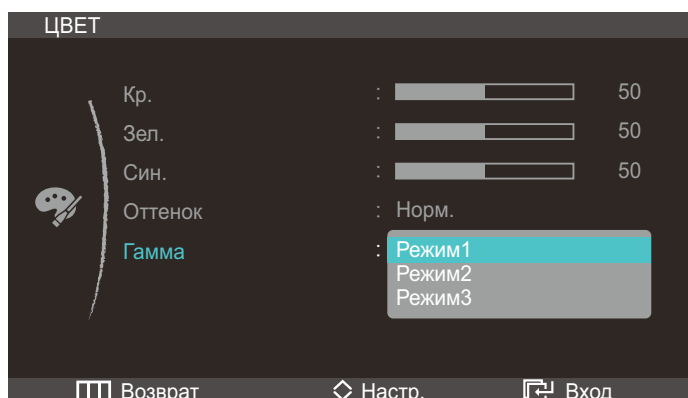 ЦВЕТ
Кр. : 50
Зел. : 50
Син. : 50
Оттенок : Норм.
Гамма : Режим1
Режим2
Режим3
Возврат Настр. Вход